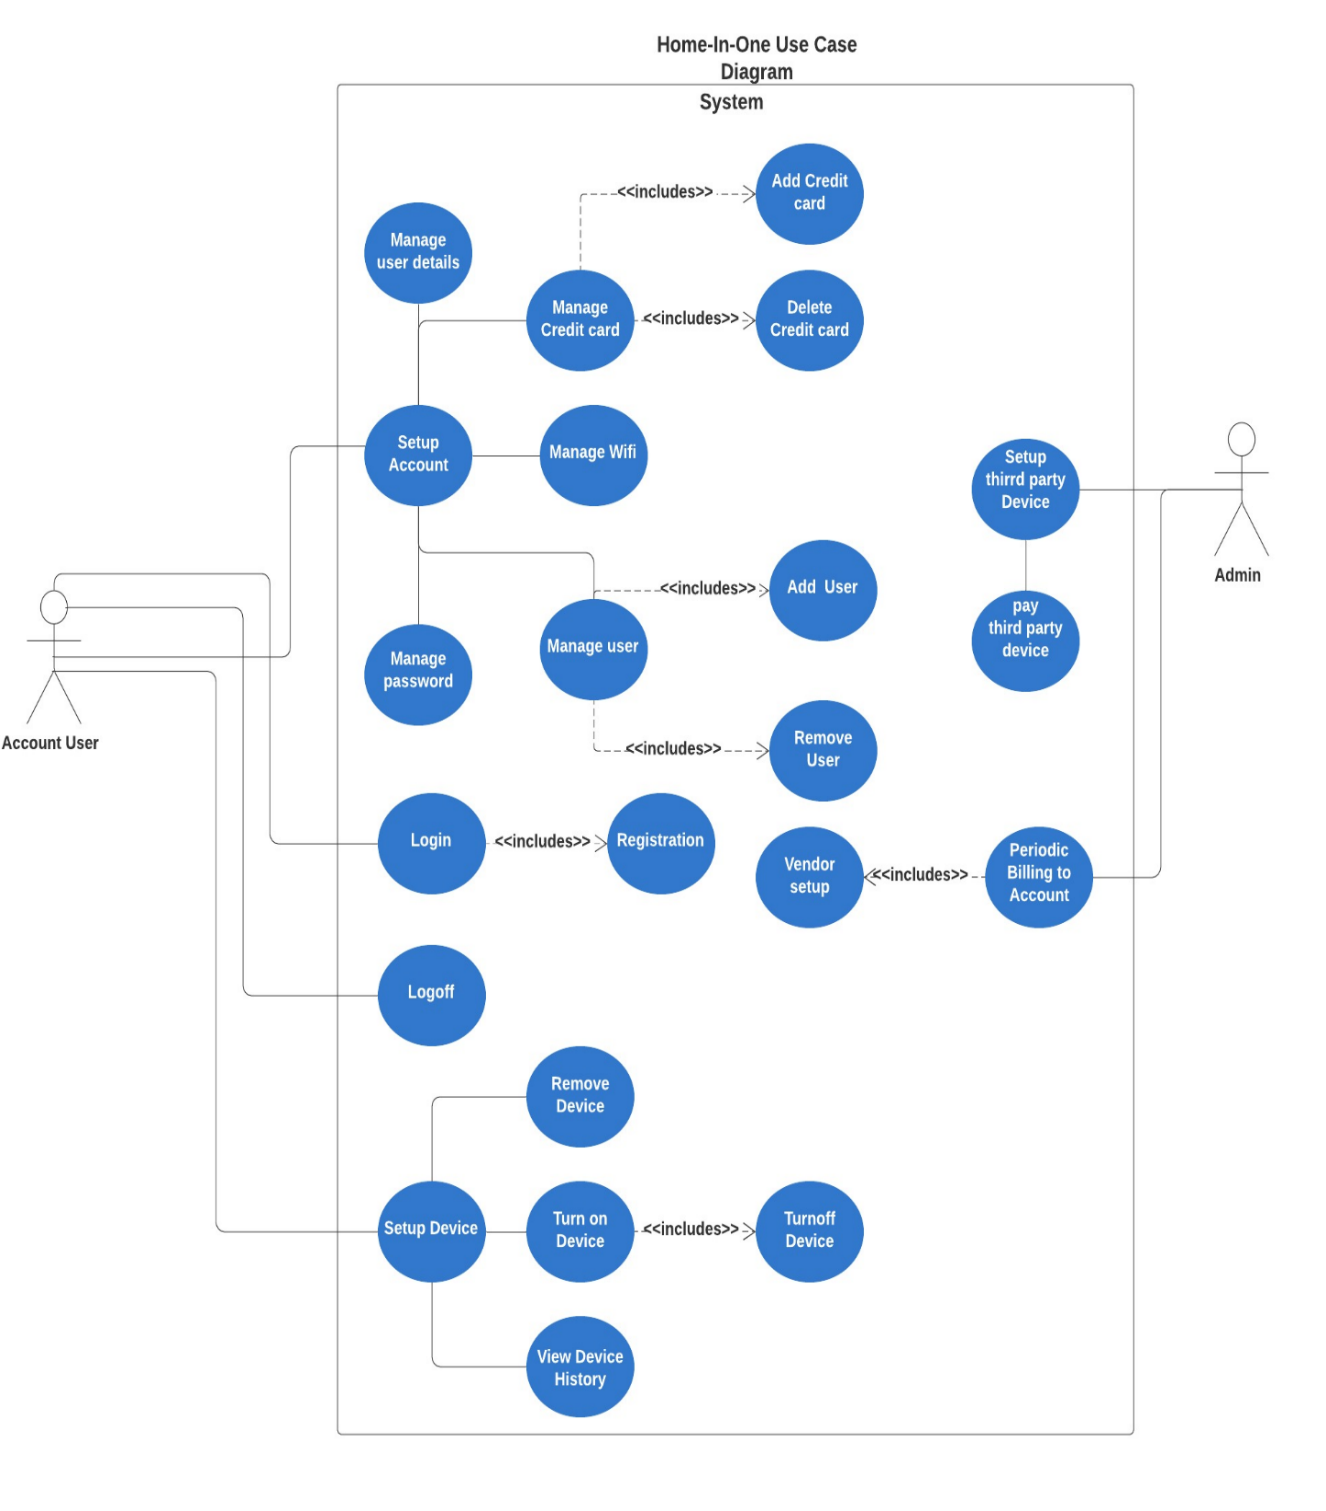 Home-In-One Use Case
Diagram
System
<<includes>>
Add Credit
card
Manage
user details
Manage
Credit card
<<includes>>
Delete
Credit card
Setup
Account
Manage Wifi
Setup
thirrd party
Device
Admin
<<includes>>
Add User
pay
third party
device
Manage user
Manage
password
Account User
<<includes>>
Remove
User
Login
<<includes>>
Registration
Vendor
setup
<<includes>>
Periodic
Billing to
Account
Logoff
Remove
Device
Setup Device
Turn on
Device
<<includes>>
Turnoff
Device
View Device
History